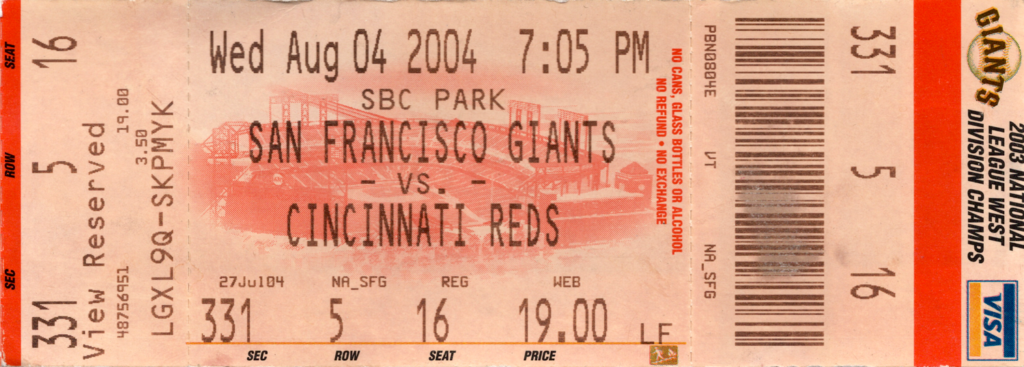 SEAT 16
ROW 5
SEC 331
View Reserved
19.00
3.50
48756951
LGXL9Q-SKPMYK
Wed Aug 04 2004 7:05 PM
SBC PARK
SAN FRANCISCO GIANTS
- VS. -
CINCINNATI REDS
27Jul04 NA_SFG REG WEB
331 5 16 19.00 LF
SEC ROW SEAT PRICE
NO CANS, GLASS BOTTLES OR ALCOHOL
NO REFUND • NO EXCHANGE
PBN0804E VT NA_SFG
331 5 16
GIANTS
2003 NATIONAL
LEAGUE WEST
DIVISION CHAMPS
VISA